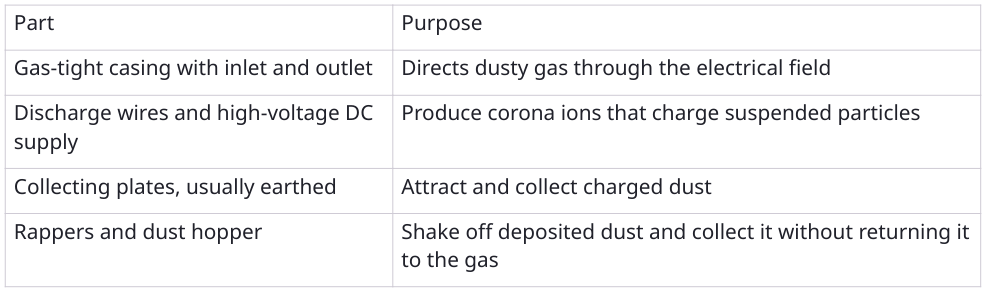 Part
Purpose
Gas-tight casing with inlet and outlet
Directs dusty gas through the electrical field
Discharge wires and high-voltage DC
supply
Produce corona ions that charge suspended particles
Collecting plates, usually earthed
Attract and collect charged dust
Rappers and dust hopper
Shake off deposited dust and collect it without returning it
to the gas